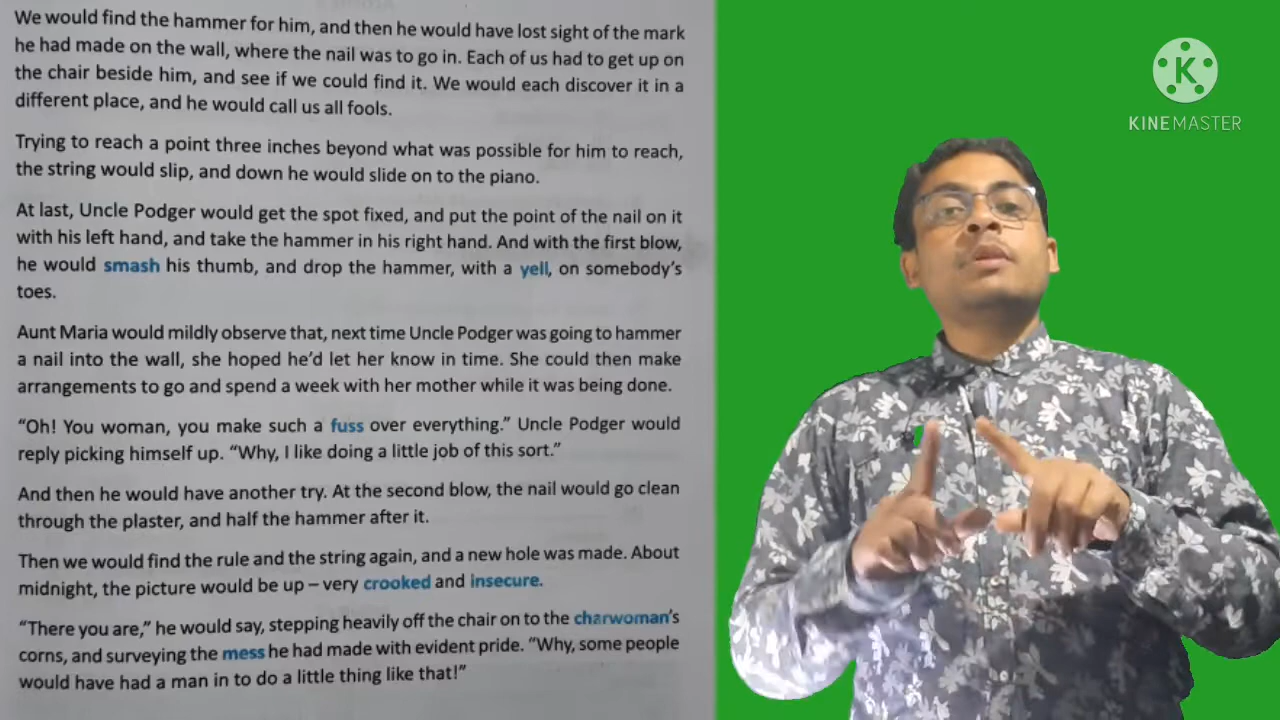 We would find the hammer for him, and then he would have lost sight of the mark
he had made on the wall, where the nail was to go in. Each of us had to get up on
the chair beside him, and see if we could find it. We would each discover it in a
different place, and he would call us all fools.
Trying to reach a point three inches beyond what was possible for him to reach,
the string would slip, and down he would slide on to the piano.
At last, Uncle Podger would get the spot fixed, and put the point of the nail on it
with his left hand, and take the hammer in his right hand. And with the first blow,
he would smash his thumb, and drop the hammer, with a yell, on somebody's
toes.
Aunt Maria would mildly observe that, next time Uncle Podger was going to hammer
a nail into the wall, she hoped he'd let her know in time. She could then make
arrangements to go and spend a week with her mother while it was being done.
“Oh! You woman, you make such a fuss over everything.” Uncle Podger would
reply picking himself up. “Why, I like doing a little job of this sort.”
And then he would have another try. At the second blow, the nail would go clean
through the plaster, and half the hammer after it.
Then we would find the rule and the string again, and a new hole was made. About
midnight, the picture would be up – very crooked and insecure.
“There you are,” he would say, stepping heavily off the chair on to the charwoman's
corns, and surveying the mess he had made with evident pride. “Why, some people
would have had a man in to do a little thing like that!”
K
KINEMASTER